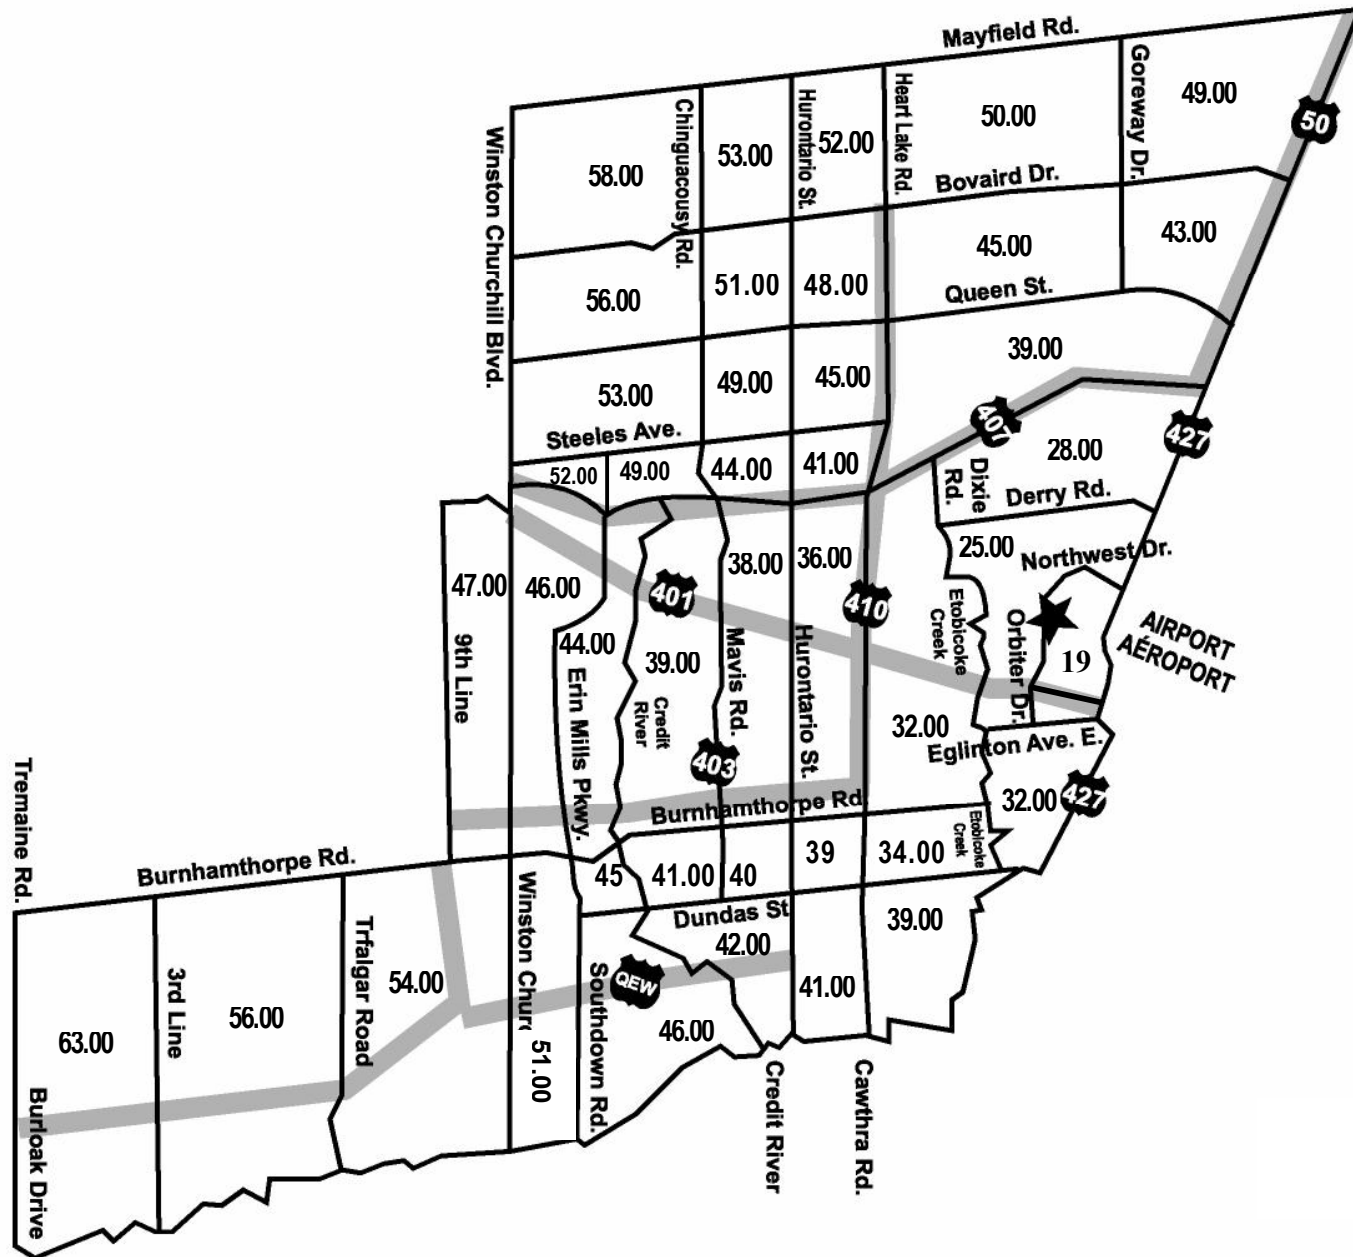 Mayfield Rd.
Goreway Dr.
49.00
50
Chinguacousy Rd.
53.00
Hurontario St.
52.00
Heart Lake Rd.
50.00
Winston Churchill Blvd.
58.00
Bovaird Dr.
43.00
45.00
56.00
51.00
48.00
Queen St.
39.00
53.00
49.00
45.00
407
427
Steeles Ave.
28.00
52.00
49.00
44.00
41.00
Dixie
Rd.
Derry Rd.
25.00
Northwest Dr.
47.00
46.00
401
38.00
36.00
410
Etobicoke
Creek
Orbiter Dr.
19
AIRPORT
AÉROPORT
9th Line
44.00
Erin Mills Pkwy.
39.00
Credit
River
Mavis Rd.
Hurontario St.
32.00
Eglinton Ave. E.
403
32.00
427
Burnhamthorpe Rd
Tremaine Rd.
Burnhamthorpe Rd.
45
41.00
40
39
34.00
Etobicoke
Creek
Dundas St
42.00
39.00
Winston Churc
Trfalgar Road
54.00
3rd Line
56.00
63.00
Southdown Rd.
QEW
46.00
41.00
51.00
Burloak Drive
Credit River
Cawthra Rd.